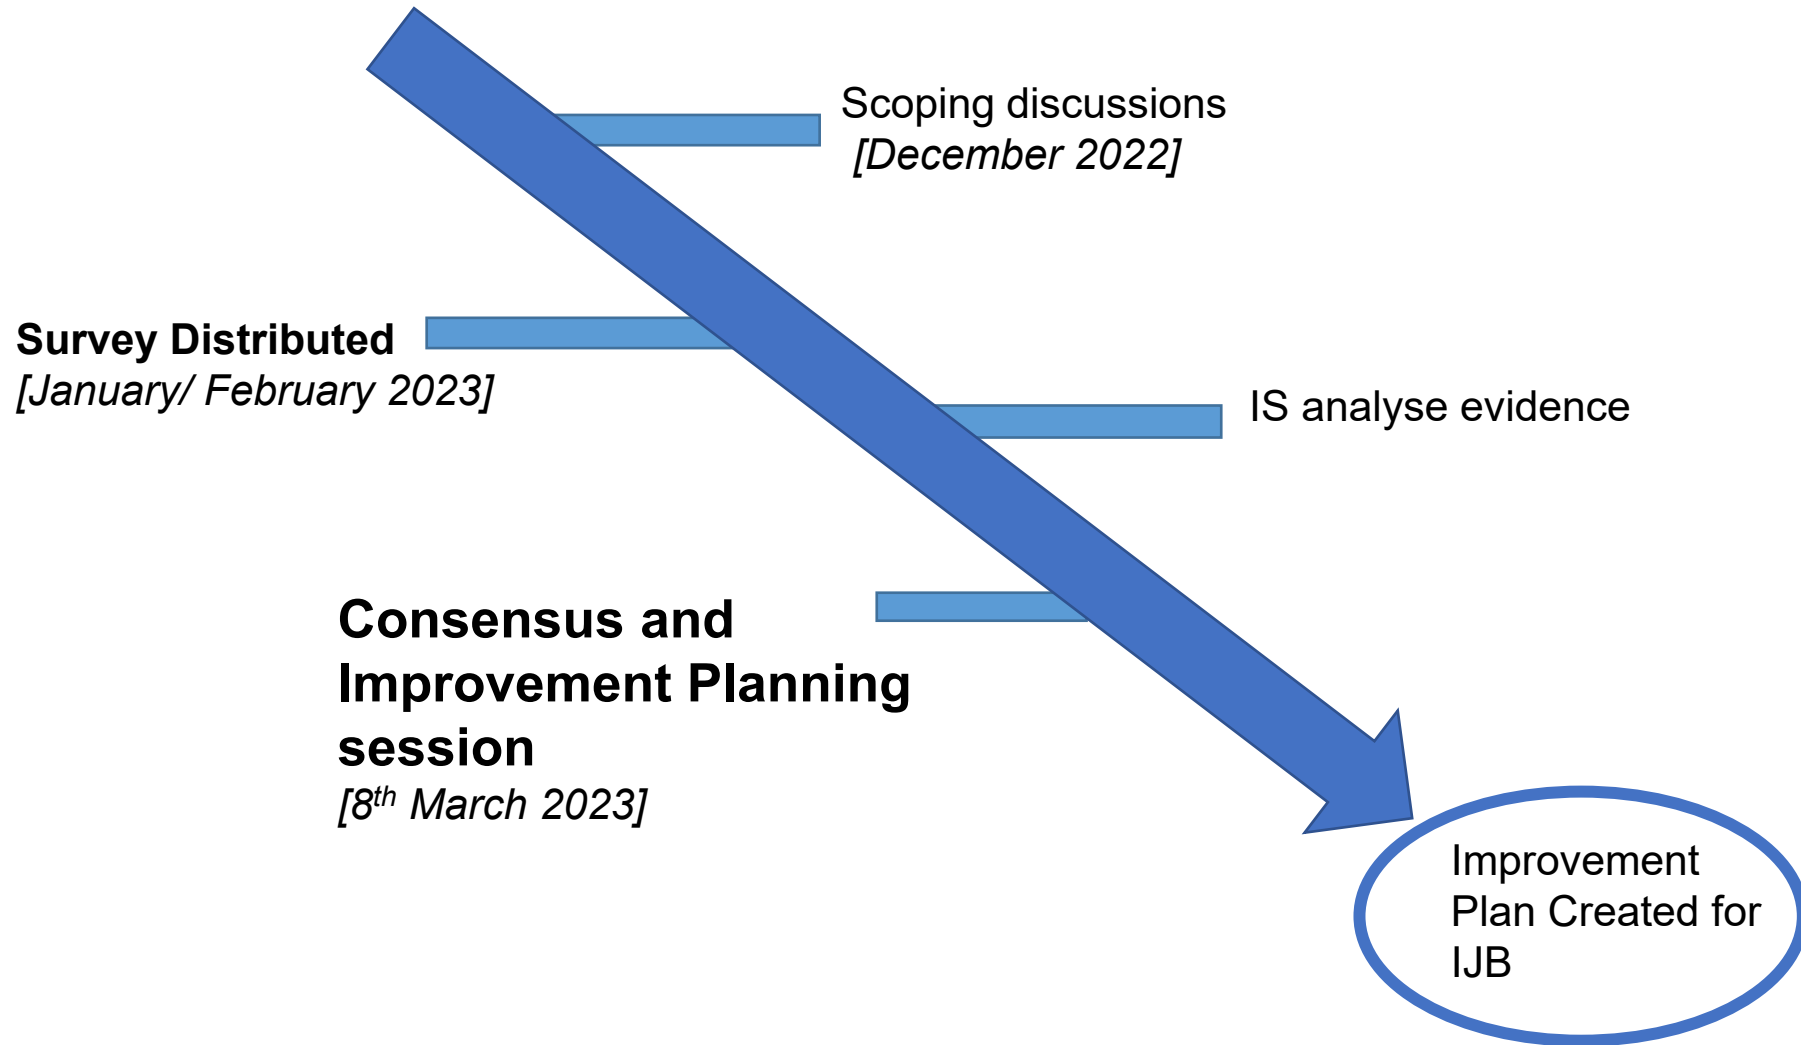 Scoping discussions
[December 2022]
Survey Distributed
[January/ February 2023]
IS analyse evidence
Consensus and
Improvement Planning
session
[8th March 2023]
Improvement
Plan Created for
IJB